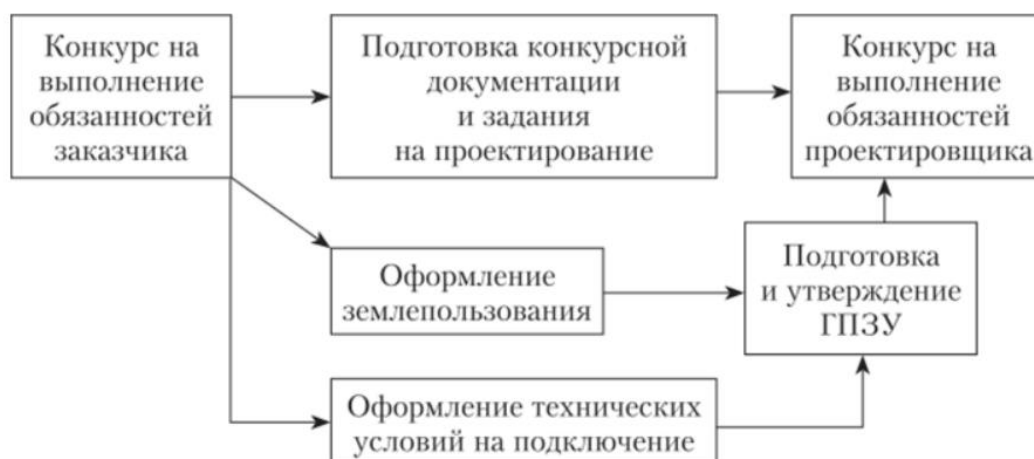 Конкурс на
выполнение
обязанностей
заказчика
Подготовка конкурсной
документации
и задания
на проектирование
Конкурс на
выполнение
обязанностей
проектировщика
Оформление
землепользования
Подготовка
и утверждение
ГПЗУ
Оформление технических
условий на подключение